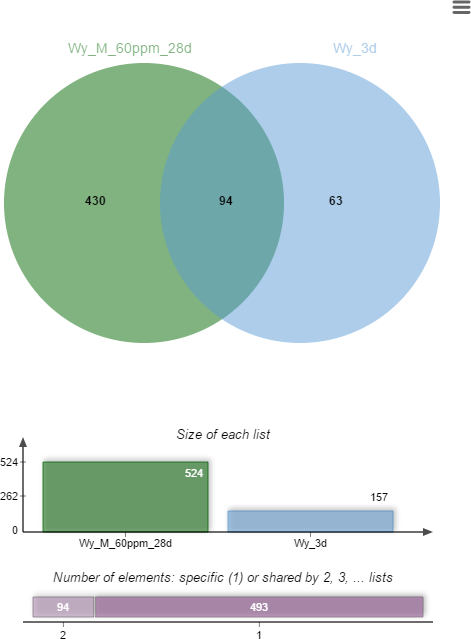 Wy_M_60ppm_28d Wy_3d
430 94 63
Size of each list
524
524
262
157
0
Wy_M_60ppm_28d Wy_3d
Number of elements: specific (1) or shared by 2, 3, ... lists
94 493
2 1